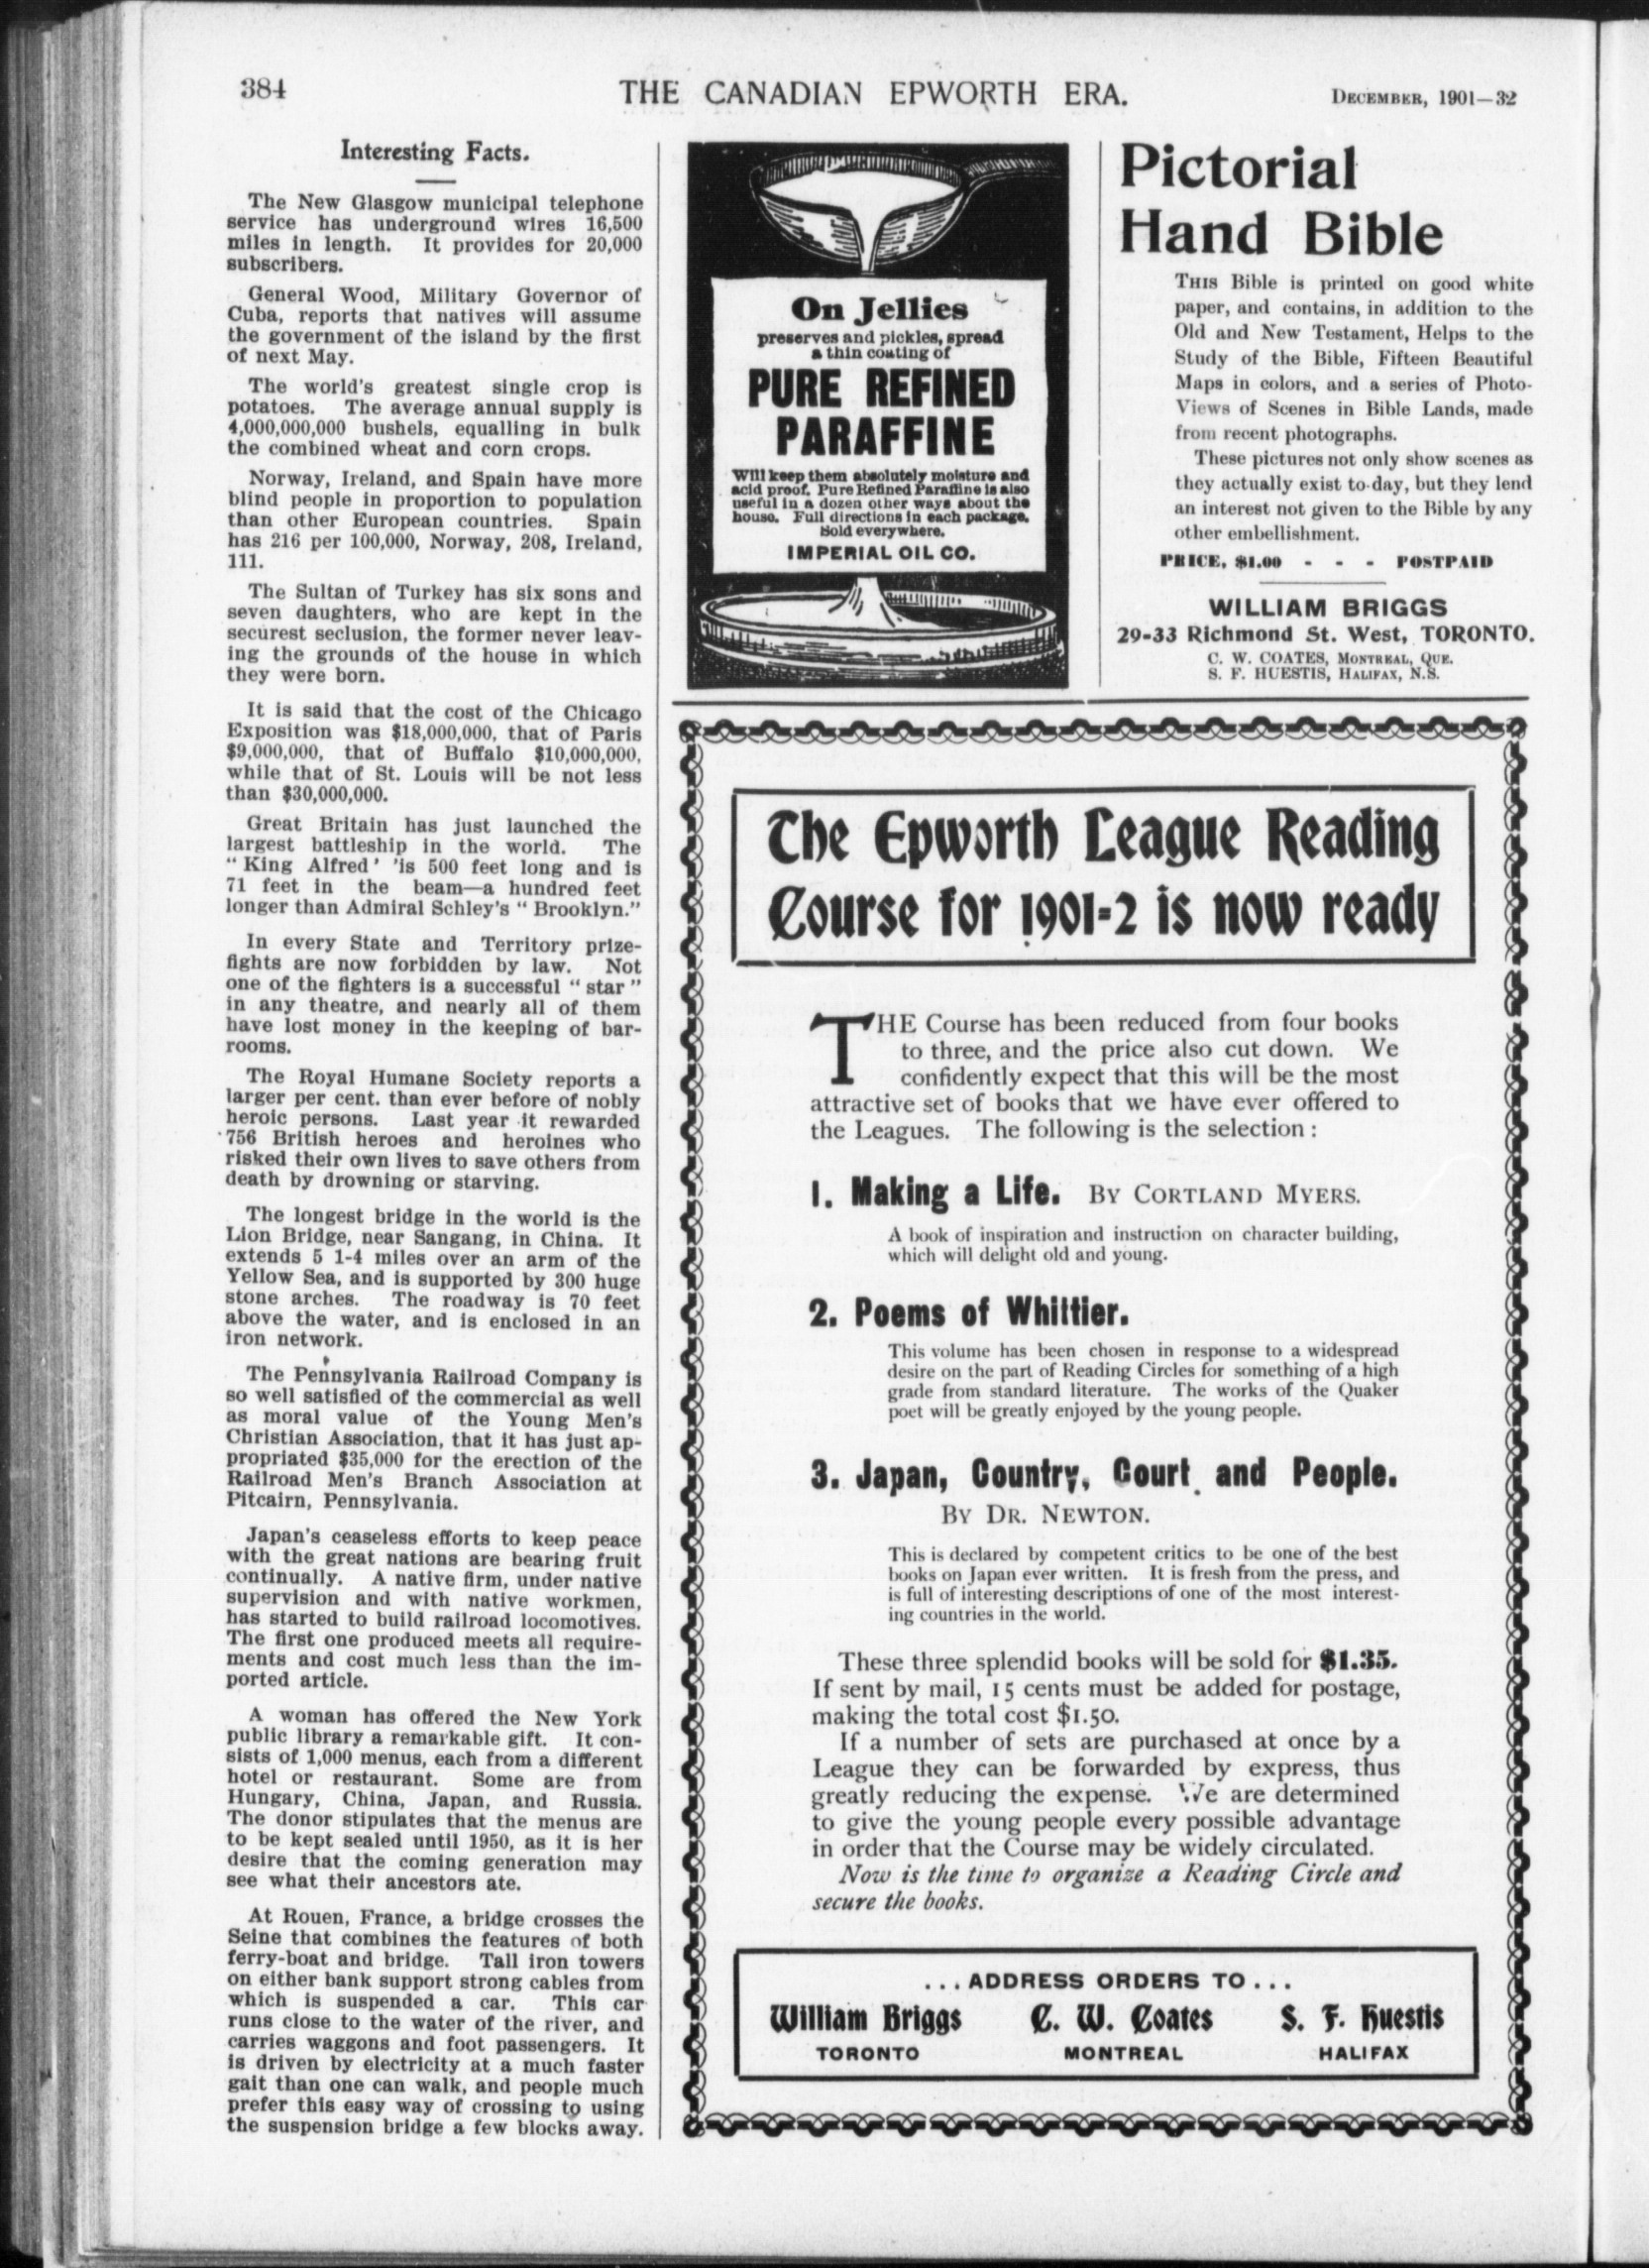 384
THE CANADIAN EPWORTH ERA.
DECEMBER, 1901—32
Interesting Facts.
The New Glasgow municipal telephone
service has underground wires 16,500
miles in length. It provides for 20,000
subscribers.
General Wood, Military Governor of
Cuba, reports that natives will assume
the government of the island by the first
of next May.
The world's greatest single crop is
potatoes. The average annual supply is
4,000,000,000 bushels, equalling in bulk
the combined wheat and corn crops.
Norway, Ireland, and Spain have more
blind people in proportion to population
than other European countries. Spain
has 216 per 100,000, Norway, 208, Ireland,
111.
The Sultan of Turkey has six sons and
seven daughters, who are kept in the
securest seclusion, the former never leav-
ing the grounds of the house in which
they were born.
It is said that the cost of the Chicago
Exposition was $18,000,000, that of Paris
$9,000,000, that of Buffalo $10,000,000,
while that of St. Louis will be not less
than $30,000,000.
Great Britain has just launched the
largest battleship in the world. The
“ King Alfred ’ ’is 500 feet long and is
71 feet in the beam—a hundred feet
longer than Admiral Schley's “ Brooklyn.”
In every State and Territory prize-
fights are now forbidden by law. Not
one of the fighters is a successful “ star ”
in any theatre, and nearly all of them
have lost money in the keeping of bar-
rooms.
The Royal Humane Society reports a
larger per cent. than ever before of nobly
heroic persons. Last year it rewarded
756 British heroes and heroines who
risked their own lives to save others from
death by drowning or starving.
The longest bridge in the world is the
Lion Bridge, near Sangang, in China. It
extends 5 1-4 miles over an arm of the
Yellow Sea, and is supported by 300 huge
stone arches. The roadway is 70 feet
above the water, and is enclosed in an
iron network.
The Pennsylvania Railroad Company is
so well satisfied of the commercial as well
as moral value of the Young Men's
Christian Association, that it has just ap-
propriated $35,000 for the erection of the
Railroad Men's Branch Association at
Pitcairn, Pennsylvania.
Japan's ceaseless efforts to keep peace
with the great nations are bearing fruit
continually. A native firm, under native
supervision and with native workmen,
has started to build railroad locomotives.
The first one produced meets all require-
ments and cost much less than the im-
ported article.
A woman has offered the New York
public library a remarkable gift. It con-
sists of 1,000 menus, each from a different
hotel or restaurant. Some are from
Hungary, China, Japan, and Russia.
The donor stipulates that the menus are
to be kept sealed until 1950, as it is her
desire that the coming generation may
see what their ancestors ate.
At Rouen, France, a bridge crosses the
Seine that combines the features of both
ferry-boat and bridge. Tall iron towers
on either bank support strong cables from
which is suspended a car. This car
runs close to the water of the river, and
carries waggons and foot passengers. It
is driven by electricity at a much faster
gait than one can walk, and people much
prefer this easy way of crossing to using
the suspension bridge a few blocks away.
On Jellies
preserves and pickles, spread
a thin coating of
PURE REFINED
PARAFFINE
Will keep them absolutely moisture and
acid proof. Pure Refined Paraffine is also
useful in a dozen other ways about the
house. Full directions in each package.
Sold everywhere.
IMPERIAL OIL CO.
Pictorial
Hand Bible
THIS Bible is printed on good white
paper, and contains, in addition to the
Old and New Testament, Helps to the
Study of the Bible, Fifteen Beautiful
Maps in colors, and a series of Photo-
Views of Scenes in Bible Lands, made
from recent photographs.
These pictures not only show scenes as
they actually exist to-day, but they lend
an interest not given to the Bible by any
other embellishment.
PRICE, $1.00 - - - POSTPAID
WILLIAM BRIGGS
29-33 Richmond St. West, TORONTO.
C. W. COATES, MONTREAL, QUE.
S. F. HUESTIS, HALIFAX, N.S.
The Epworth League Reading
Course for 1901-2 is now ready
THE Course has been reduced from four books
to three, and the price also cut down. We
confidently expect that this will be the most
attractive set of books that we have ever offered to
the Leagues. The following is the selection :
1. Making a Life. BY CORTLAND MYERS.
A book of inspiration and instruction on character building,
which will delight old and young.
2. Poems of Whittier.
This volume has been chosen in response to a widespread
desire on the part of Reading Circles for something of a high
grade from standard literature. The works of the Quaker
poet will be greatly enjoyed by the young people.
3. Japan, Country, Court and People.
BY DR. NEWTON.
This is declared by competent critics to be one of the best
books on Japan ever written. It is fresh from the press, and
is full of interesting descriptions of one of the most interest-
ing countries in the world.
These three splendid books will be sold for $1.35.
If sent by mail, 15 cents must be added for postage,
making the total cost $1.50.
If a number of sets are purchased at once by a
League they can be forwarded by express, thus
greatly reducing the expense. We are determined
to give the young people every possible advantage
in order that the Course may be widely circulated.
Now is the time to organize a Reading Circle and
secure the books.
... ADDRESS ORDERS TO ...
William Briggs C. W. Coates S. F. Huestis
TORONTO MONTREAL HALIFAX